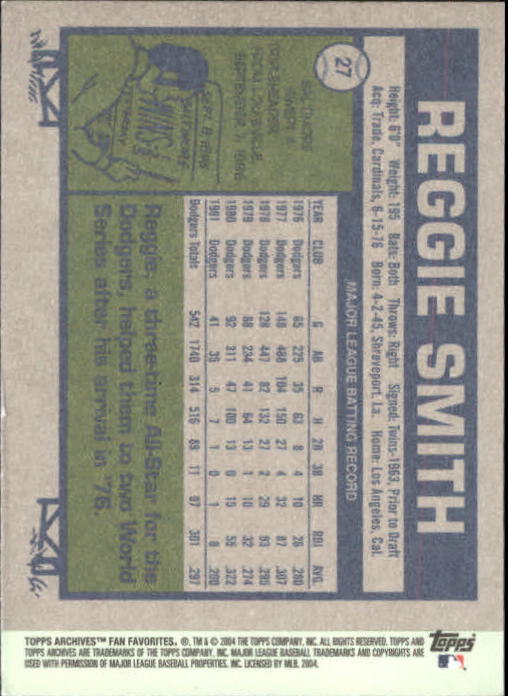 27
REGGIE SMITH
Height: 6'0" Weight: 195 Bats: Both Throws: Right Signed: Twins-1963, Prior to Draft
Acq: Trade, Cardinals, 6-15-76 Born: 4-2-45, Shreveport, La. Home: Los Angeles, Cal.
MAJOR LEAGUE BATTING RECORD
YEAR CLUB G AB R H 2B 3B HR RBI AVG.
1976 Dodgers 65 225 35 63 8 4 10 26 .280
1977 Dodgers 148 488 104 150 27 4 32 87 .307
1978 Dodgers 128 447 82 132 27 2 29 93 .295
1979 Dodgers 68 234 41 64 13 1 10 32 .274
1980 Dodgers 92 311 47 100 13 0 15 55 .322
1981 Dodgers 41 35 5 7 1 0 1 8 .200
Dodgers Totals 542 1740 314 516 89 11 97 301 .297
BALTIMORE
SEPTEMBER 7, 1896
Reggie, a three-time All-Star for the
Dodgers, helped them to two World
Series after his arrival in '76.
TOPPS ARCHIVES™ FAN FAVORITES. ®, TM & © 2004 THE TOPPS COMPANY, INC. ALL RIGHTS RESERVED. TOPPS AND
TOPPS ARCHIVES ARE TRADEMARKS OF THE TOPPS COMPANY, INC. MAJOR LEAGUE BASEBALL TRADEMARKS AND COPYRIGHTS ARE
USED WITH PERMISSION OF MAJOR LEAGUE BASEBALL PROPERTIES, INC. LICENSED BY MLB. 2004.
Topps